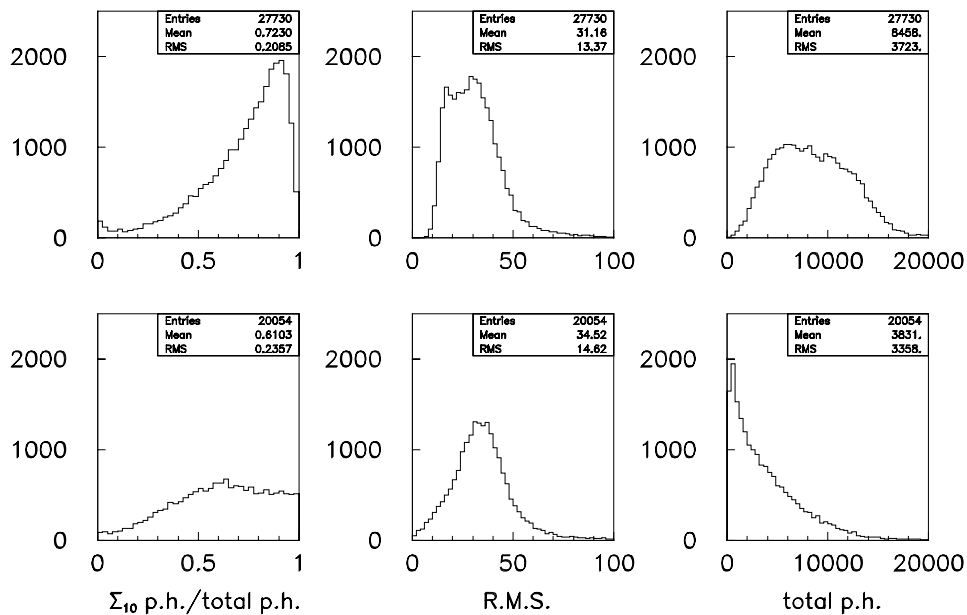 Entries 27730
Mean 0.7230
RMS 0.2085
2000
1000
0
0 0.5 1
Entries 27730
Mean 31.16
RMS 13.37
2000
1000
0
0 50 100
Entries 27730
Mean 8458.
RMS 3723.
2000
1000
0
0 10000 20000
Entries 20054
Mean 0.6103
RMS 0.2357
2000
1000
0
0 0.5 1
Σ₁₀ p.h./total p.h.
Entries 20054
Mean 34.52
RMS 14.62
2000
1000
0
0 50 100
R.M.S.
Entries 20054
Mean 3831.
RMS 3358.
2000
1000
0
0 10000 20000
total p.h.